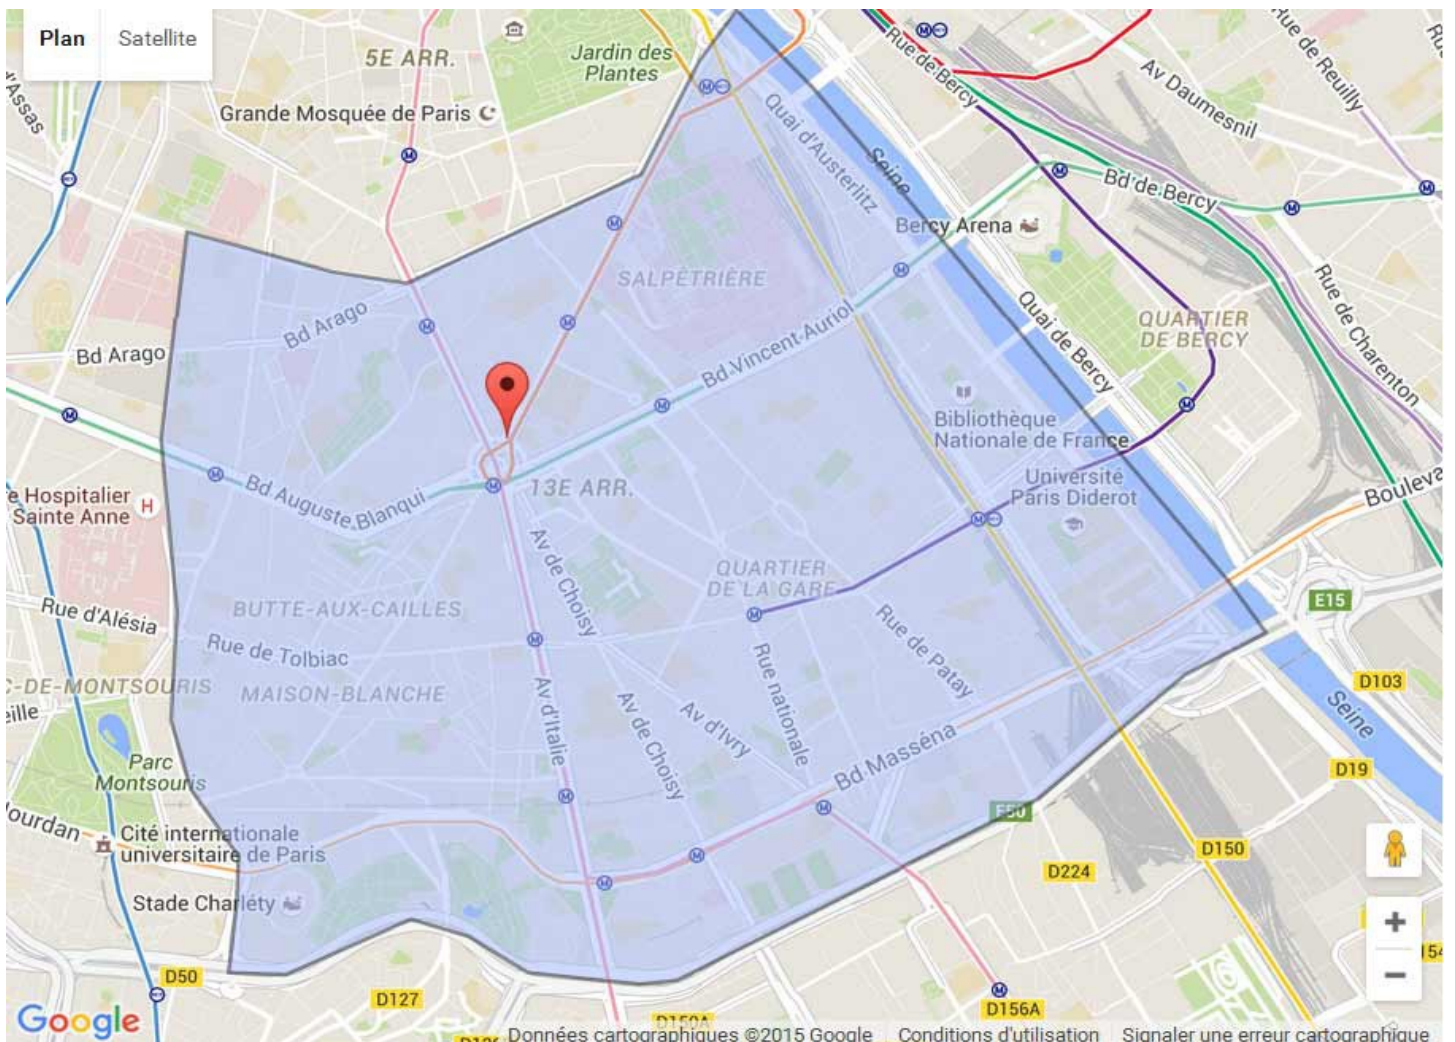 Plan
Satellite
5E ARR.
Jardin des
Plantes
Rue de Bercy
Av Daumesnil
Rue de Reuilly
d'Assas
Grande Mosquée de Paris
Quai d'Austerlitz
Seine
Bd de Bercy
Bercy Arena
SALPÊTRIÈRE
Rue de Charenton
Quai de Bercy
QUARTIER
DE BERCY
Bd Arago
Bd Arago
Bd Vincent-Auriol
Bibliothèque
Nationale de France
Université
Paris Diderot
Bouleva
e Hospitalier
Sainte Anne
H
Bd Auguste Blanqui
13E ARR.
Av de Choisy
QUARTIER
DE LA GARE
E15
Rue d'Alésia
BUTTE-AUX-CAILLES
Rue de Tolbiac
Rue de Patay
Rue nationale
C-DE-MONTSOURIS
eille
MAISON-BLANCHE
Av d'Italie
Av de Choisy
Av d'Ivry
D103
Seine
Parc
Montsouris
Bd Masséna
D19
ourdan
Cité internationale
universitaire de Paris
E50
D150
D224
Stade Charléty
D50
D127
D156A
D150A
Google
Données cartographiques ©2015 Google
Conditions d'utilisation
Signaler une erreur cartographique